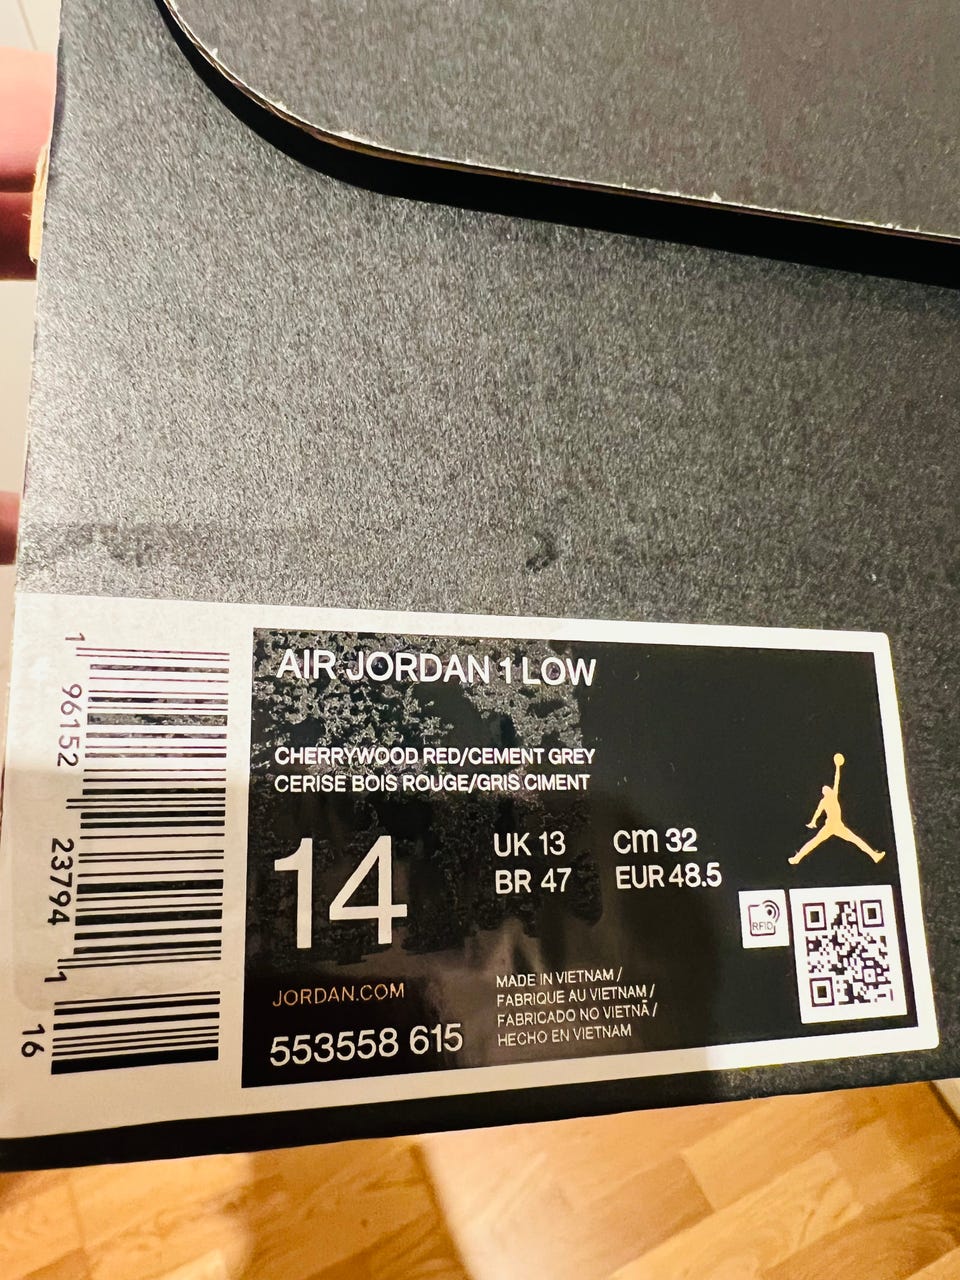 AIR JORDAN 1 LOW
CHERRYWOOD RED/CEMENT GREY
CERISE BOIS ROUGE/GRIS CIMENT
14
UK 13
cm 32
BR 47
EUR 48.5
RFID
JORDAN.COM
553558 615
MADE IN VIETNAM /
FABRIQUE AU VIETNAM /
FABRICADO NO VIETNÃ /
HECHO EN VIETNAM
1 96152 23794 1 16